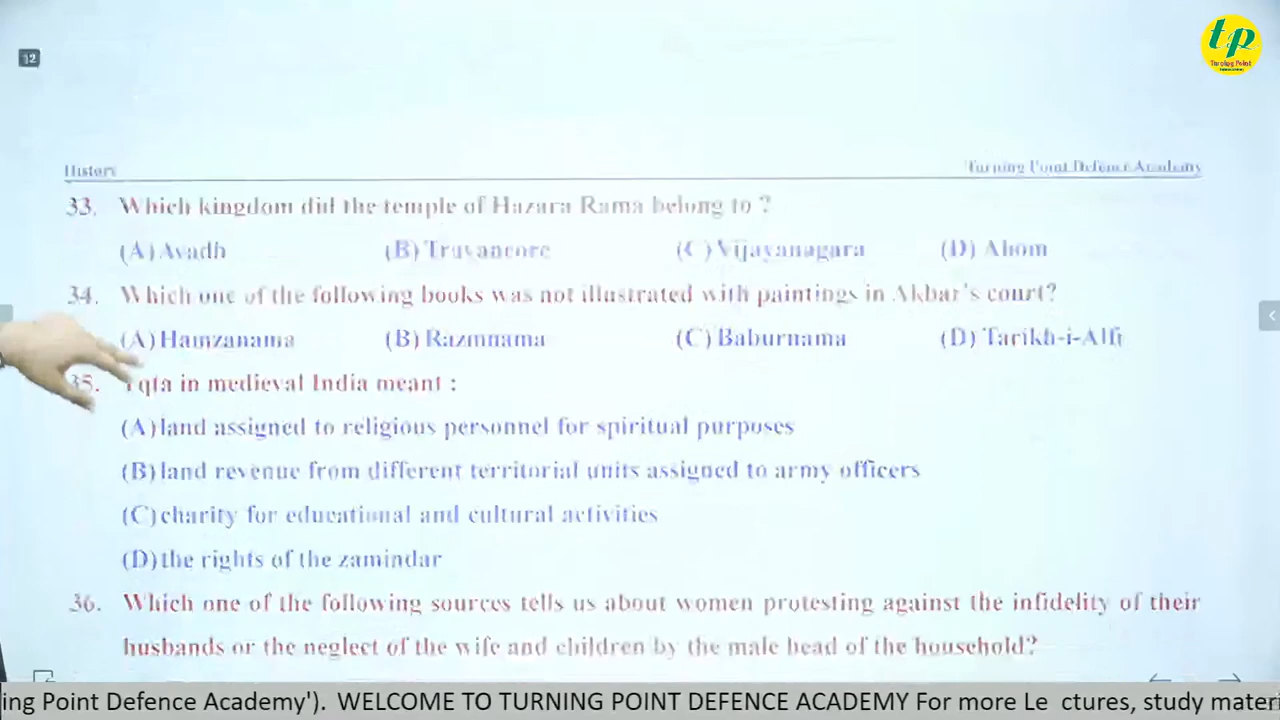 tp
Turning Point
12
History
Turning Point Defence Academy
33. Which kingdom did the temple of Hazara Rama belong to ?
(A) Avadh (B) Travancore (C) Vijayanagara (D) Ahom
34. Which one of the following books was not illustrated with paintings in Akbar's court?
(A) Hamzanama (B) Razmnama (C) Baburnama (D) Tarikh-i-Alfi
35. Iqta in medieval India meant :
(A) land assigned to religious personnel for spiritual purposes
(B) land revenue from different territorial units assigned to army officers
(C) charity for educational and cultural activities
(D) the rights of the zamindar
36. Which one of the following sources tells us about women protesting against the infidelity of their
husbands or the neglect of the wife and children by the male head of the household?
ing Point Defence Academy'). WELCOME TO TURNING POINT DEFENCE ACADEMY For more Le ctures, study mater